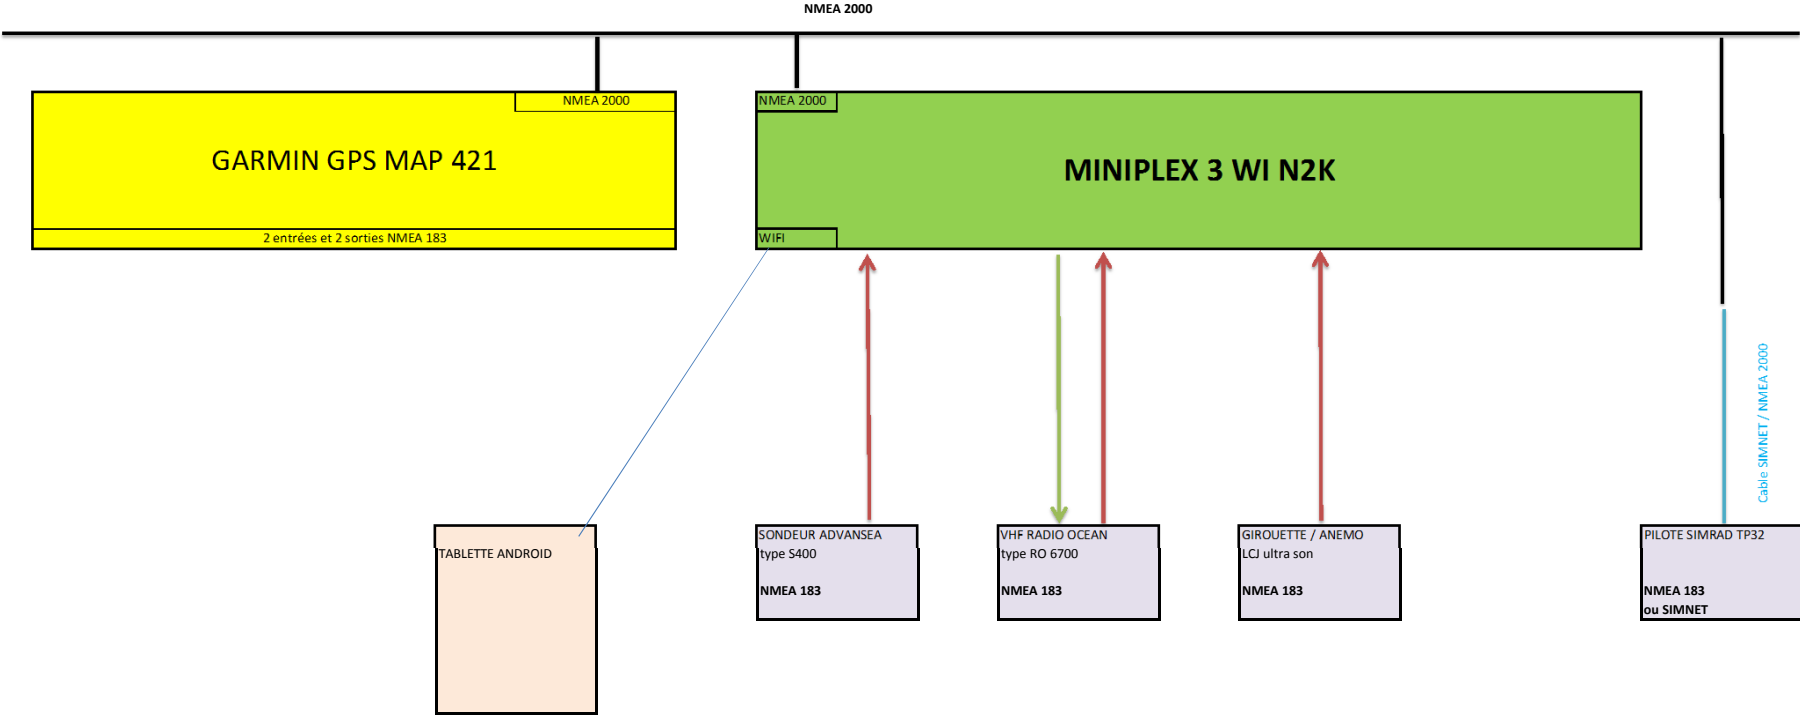 NMEA 2000
NMEA 2000
NMEA 2000
GARMIN GPS MAP 421
MINIPLEX 3 WI N2K
2 entrées et 2 sorties NMEA 183
WIFI
Cable SIMNET / NMEA 2000
TABLETTE ANDROID
SONDEUR ADVANSEA
type S400
NMEA 183
VHF RADIO OCEAN
type RO 6700
NMEA 183
GIROUETTE / ANEMO
LCJ ultra son
NMEA 183
PILOTE SIMRAD TP32
NMEA 183
ou SIMNET